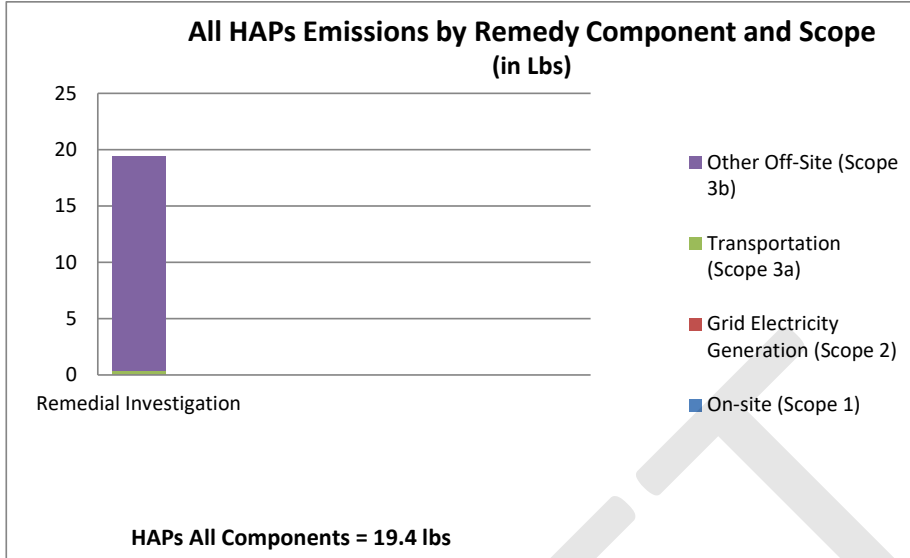 All HAPs Emissions by Remedy Component and Scope
(in Lbs)
25
20
15
10
5
0
Remedial Investigation
Other Off-Site (Scope
3b)
Transportation
(Scope 3a)
Grid Electricity
Generation (Scope 2)
On-site (Scope 1)
HAPs All Components = 19.4 lbs